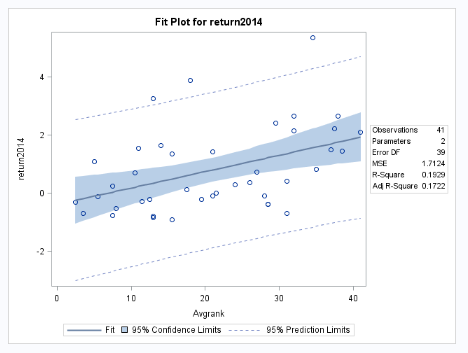 Fit Plot for return2014
4
2
0
-2
return2014
0
10
20
30
40
Avgrank
Observations 41
Parameters 2
Error DF 39
MSE 1.7124
R-Square 0.1929
Adj R-Square 0.1722
Fit 95% Confidence Limits 95% Prediction Limits